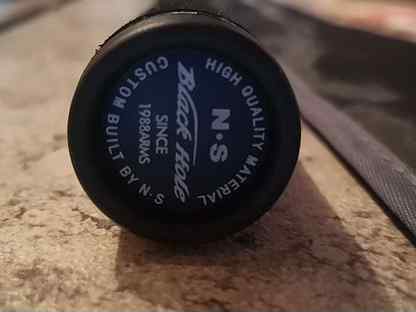 HIGH QUALITY MATERIAL
N·S
Black Hole
SINCE
1988ARMS
CUSTOM BUILT BY N·S